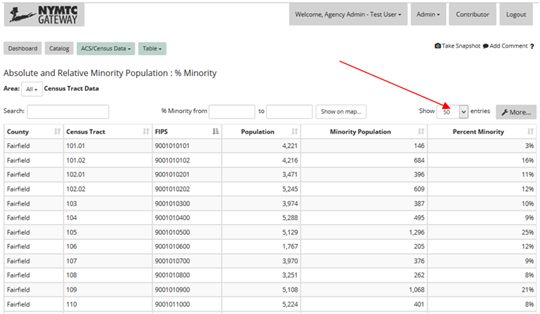 NYMTC
GATEWAY
Welcome, Agency Admin - Test User Admin Contributor Logout
Dashboard Catalog ACS/Census Data Table Take Snapshot Add Comment ?
Absolute and Relative Minority Population : % Minority
Area: All Census Tract Data
Search: % Minority from to Show on map... Show 50 entries More...
County Census Tract FIPS Population Minority Population Percent Minority
Fairfield 101.01 9001010101 4,221 146 3%
Fairfield 101.02 9001010102 4,216 684 16%
Fairfield 102.01 9001010201 3,471 396 11%
Fairfield 102.02 9001010202 5,245 609 12%
Fairfield 103 9001010300 3,974 387 10%
Fairfield 104 9001010400 5,288 495 9%
Fairfield 105 9001010500 5,129 1,296 25%
Fairfield 106 9001010600 1,767 205 12%
Fairfield 107 9001010700 3,970 376 9%
Fairfield 108 9001010800 3,251 262 8%
Fairfield 109 9001010900 5,108 1,068 21%
Fairfield 110 9001011000 5,224 401 8%